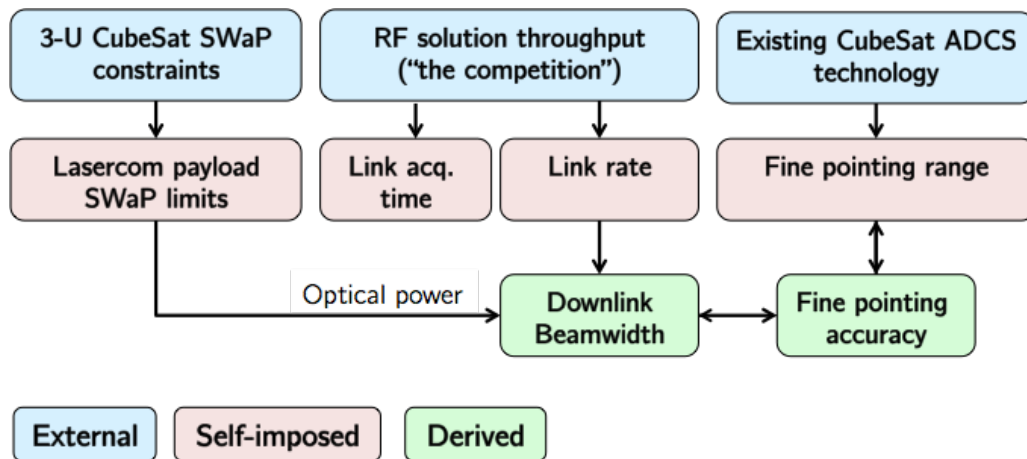 3-U CubeSat SWaP
constraints
RF solution throughput
(“the competition”)
Existing CubeSat ADCS
technology
Lasercom payload
SWaP limits
Link acq.
time
Link rate
Fine pointing range
Optical power
Downlink
Beamwidth
Fine pointing
accuracy
External
Self-imposed
Derived